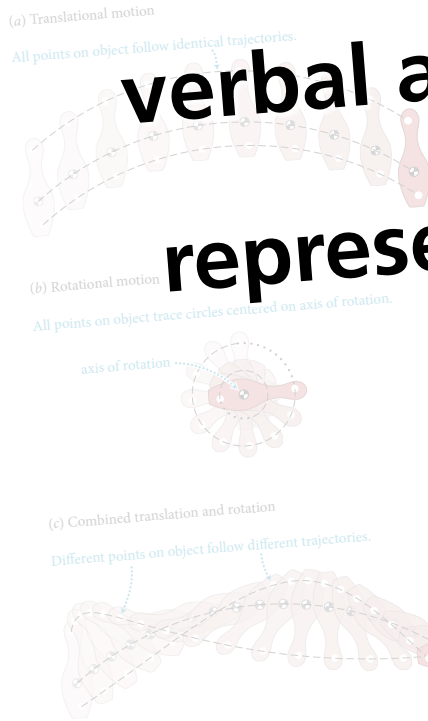 (a) Translational motion
All points on object follow identical trajectories.
verbal a
represe
(b) Rotational motion
All points on object trace circles centered on axis of rotation.
axis of rotation
(c) Combined translation and rotation
Different points on object follow different trajectories.